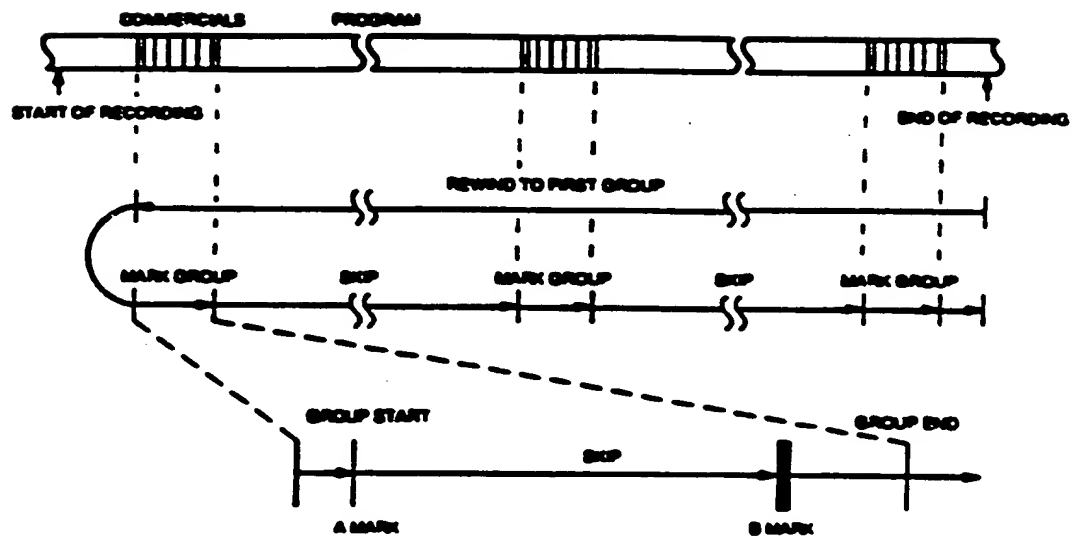 COMMERCIALS PROGRAM
START OF RECORDING END OF RECORDING
REWIND TO FIRST GROUP
MARK GROUP SKIP MARK GROUP SKIP MARK GROUP
GROUP START GROUP END
SKIP
A MARK B MARK